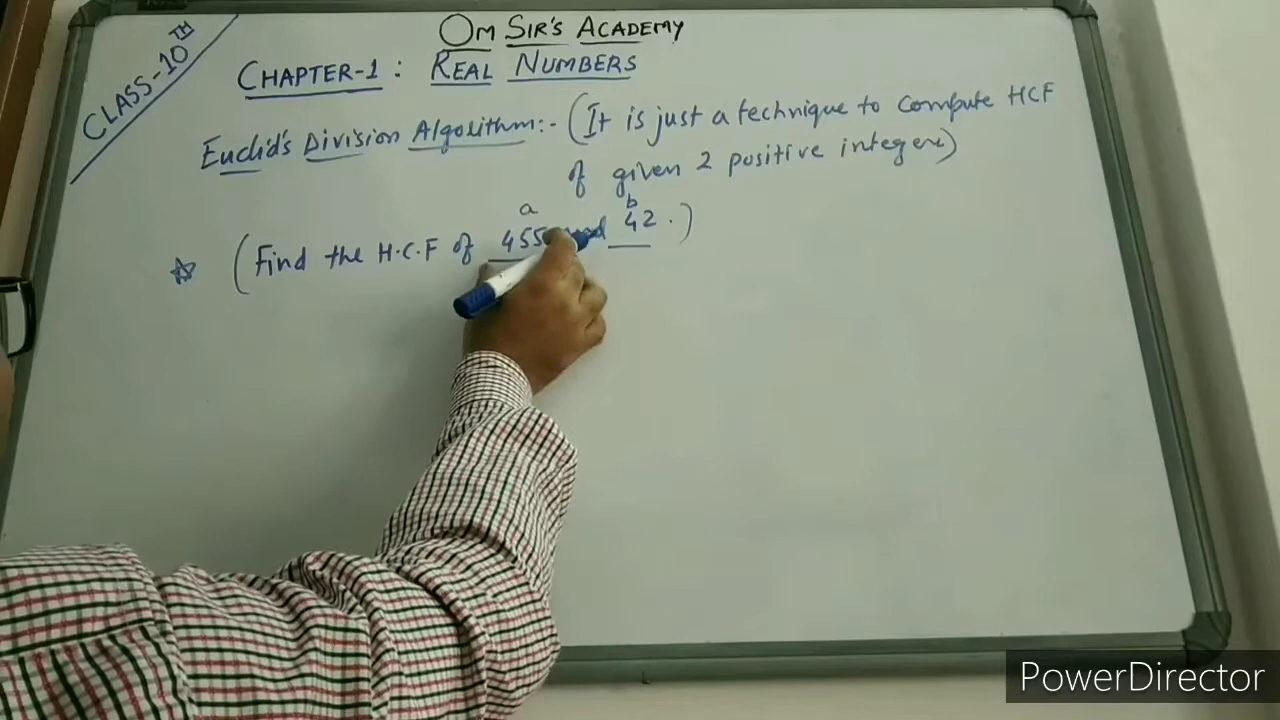 OM SIR'S ACADEMY
CLASS-10TH
CHAPTER-1: REAL NUMBERS
Euclid's Division Algorithm:- (It is just a technique to compute HCF
of given 2 positive integers)
a b
(Find the H.C.F of 455 and 42.)
PowerDirector